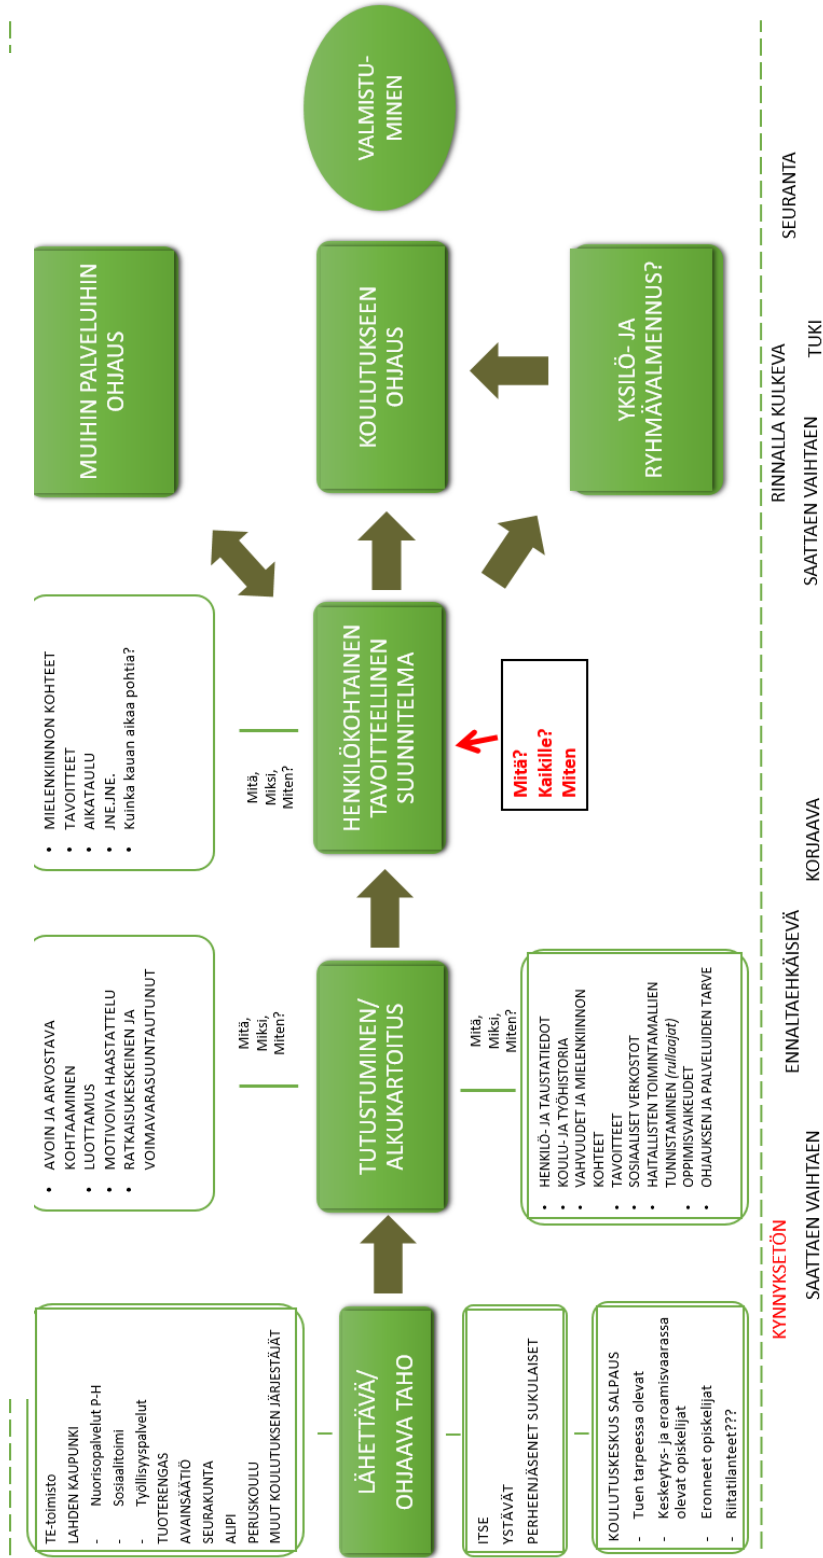 TE-toimisto
LAHDEN KAUPUNKI
- Nuorisopalvelut P-H
- Sosiaalitoimi
- Työllisyyspalvelut
TUOTERENGAS
AVAINSÄÄTIÖ
SEURAKUNTA
ALIPI
PERUSKOULU
MUUT KOULUTUKSEN JÄRJESTÄJÄT
LÄHETTÄVÄ/
OHJAAVA TAHO
ITSE
YSTÄVÄT
PERHEENJÄSENET SUKULAISET
KOULUTUSKESKUS SALPAUS
- Tuen tarpeessa olevat
- Keskeytys- ja eroamisvaarassa
olevat opiskelijat
- Eronneet opiskelijat
- Riitatilanteet???
• AVOIN JA ARVOSTAVA
KOHTAAMINEN
• LUOTTAMUS
• MOTIVOIVA HAASTATTELU
• RATKAISUKESKEINEN JA
VOIMAVARASUUNTAUTUNUT
Mitä,
Miksi,
Miten?
TUTUSTUMINEN/
ALKUKARTOITUS
Mitä,
Miksi,
Miten?
• HENKILÖ- JA TAUSTATIEDOT
• KOULU- JA TYÖHISTORIA
• VAHVUUDET JA MIELENKIINNON
KOHTEET
• TAVOITTEET
• SOSIAALISET VERKOSTOT
• HAITALLISTEN TOIMINTAMALLIEN
TUNNISTAMINEN (rullaajat)
• OPPIMISVAIKEUDET
• OHJAUKSEN JA PALVELUIDEN TARVE
• MIELENKIINNON KOHTEET
• TAVOITTEET
• AIKATAULU
• JNEJNE.
• Kuinka kauan aikaa pohtia?
Mitä,
Miksi,
Miten?
HENKILÖKOHTAINEN
TAVOITTEELLINEN
SUUNNITELMA
Mitä?
Kaikille?
Miten
MUIHIN PALVELUIHIN
OHJAUS
KOULUTUKSEEN
OHJAUS
YKSILÖ- JA
RYHMÄVALMENNUS?
VALMISTU-
MINEN
KYNNYKSETÖN
SAATTAEN VAIHTAEN
ENNALTAEHKÄISEVÄ
KORJAAVA
RINNALLA KULKEVA
SAATTAEN VAIHTAEN
TUKI
SEURANTA